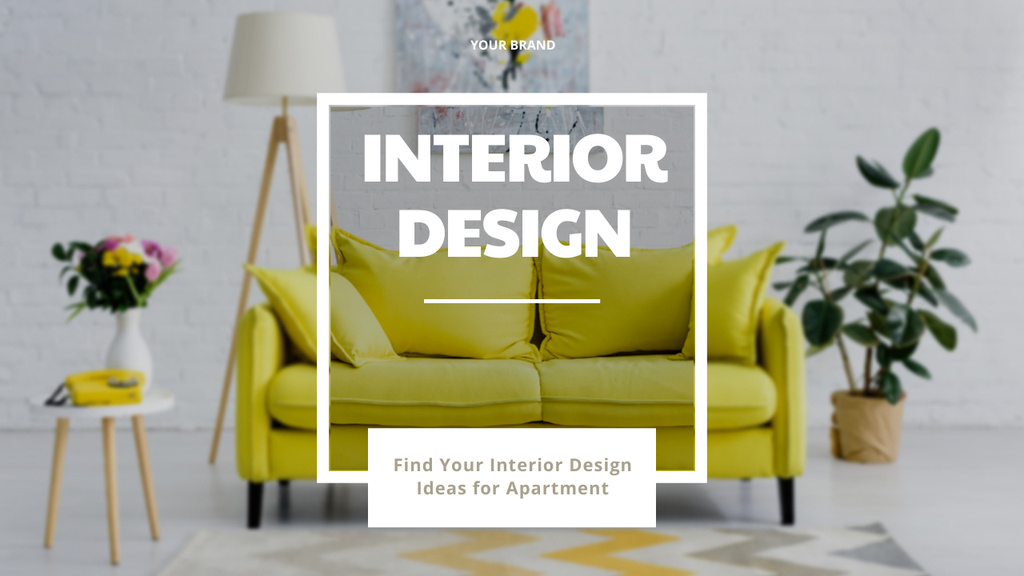 YOUR BRAND
INTERIOR
DESIGN
Find Your Interior Design
Ideas for Apartment